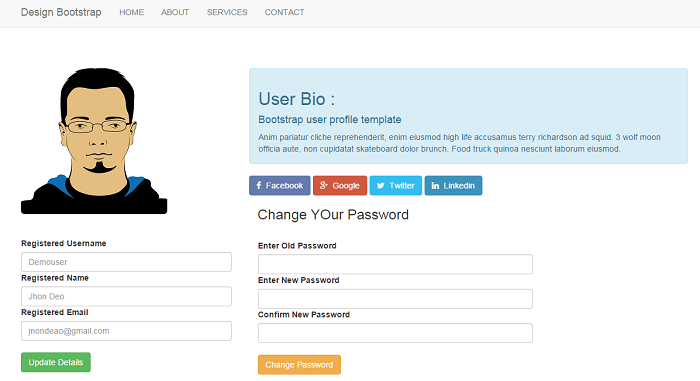 Design Bootstrap HOME ABOUT SERVICES CONTACT
User Bio :
Bootstrap user profile template
Anim pariatur cliche reprehenderit, enim eiusmod high life accusamus terry richardson ad squid. 3 wolf moon
officia aute, non cupidatat skateboard dolor brunch. Food truck quinoa nesciunt laborum eiusmod.
Facebook Google Twitter Linkedin
Change YOur Password
Registered Username
Demouser
Registered Name
Jhon Deo
Registered Email
jnondeao@gmail.com
Update Details
Enter Old Password
Enter New Password
Confirm New Password
Change Password